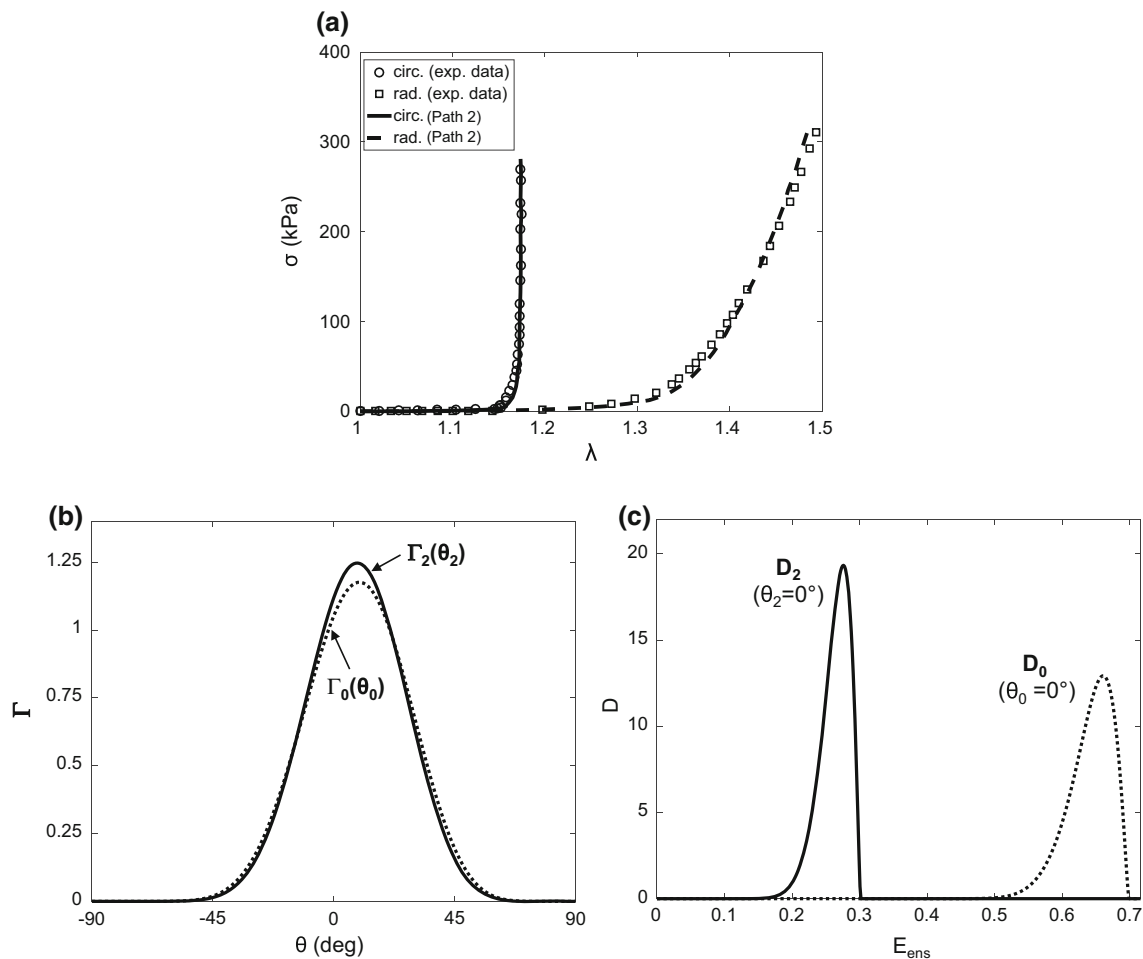 (a)
400
300
200
100
0
σ (kPa)
circ. (exp. data)
rad. (exp. data)
circ. (Path 2)
rad. (Path 2)
1 1.1 1.2 1.3 1.4 1.5
λ
(b)
1.25
1
0.75
0.5
0.25
0
Γ
Γ2(θ2)
Γ0(θ0)
-90 -45 0 45 90
θ (deg)
(c)
20
15
10
5
0
D
D2
(θ2=0°)
D0
(θ0 =0°)
0 0.1 0.2 0.3 0.4 0.5 0.6 0.7
Eens